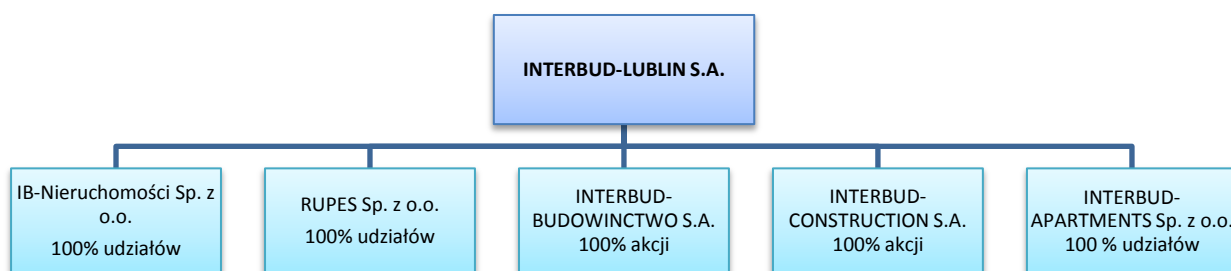 INTERBUD-LUBLIN S.A.
IB-Nieruchomości Sp. z
o.o.
100% udziałów
RUPES Sp. z o.o.
100% udziałów
INTERBUD-
BUDOWINCTWO S.A.
100% akcji
INTERBUD-
CONSTRUCTION S.A.
100% akcji
INTERBUD-
APARTMENTS Sp. z o.o.
100 % udziałów